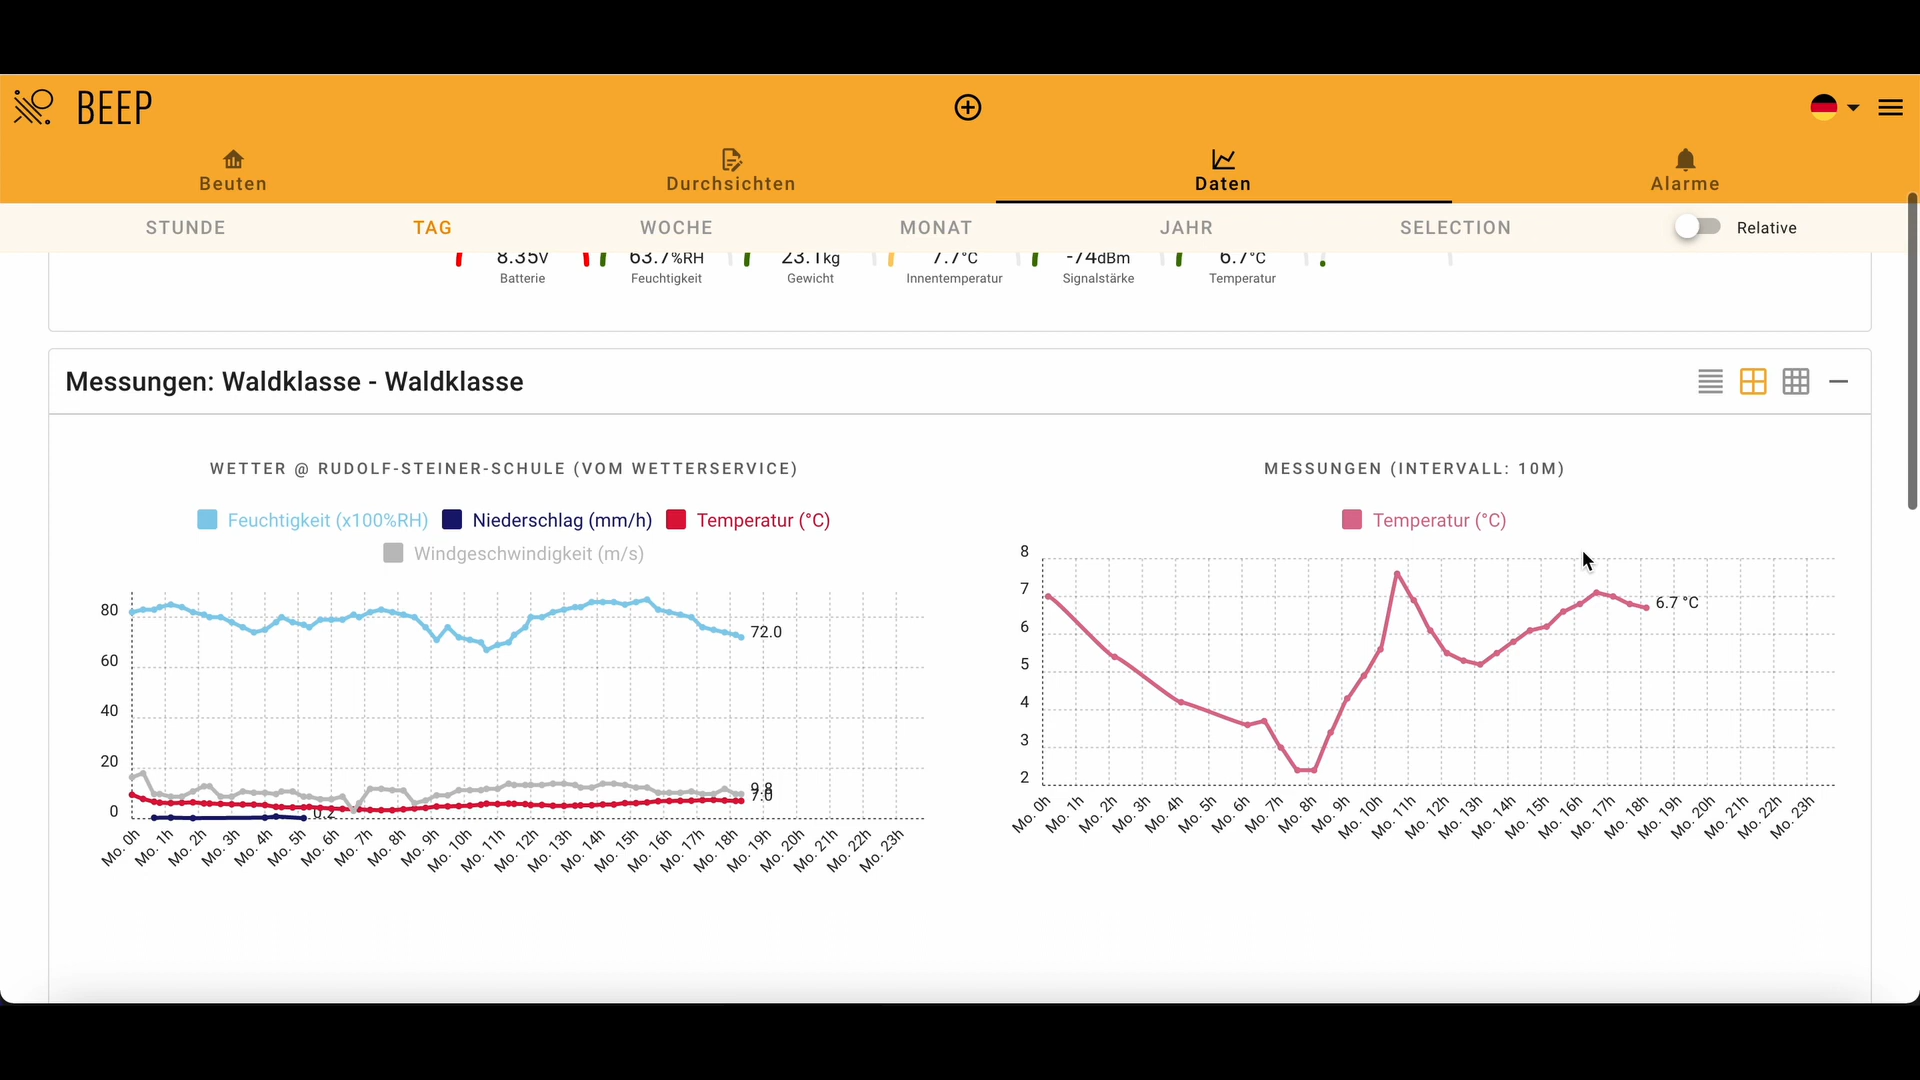 BEEP
Beuten
Durchsichten
Daten
Alarme
STUNDE TAG WOCHE MONAT JAHR SELECTION Relative
8.35V 63.7%RH 23.1kg 7.7°C -74dBm 6.7°C
Batterie Feuchtigkeit Gewicht Innentemperatur Signalstärke Temperatur
Messungen: Waldklasse - Waldklasse
WETTER @ RUDOLF-STEINER-SCHULE (VOM WETTERSERVICE)
Feuchtigkeit (x100%RH) Niederschlag (mm/h) Temperatur (°C)
Windgeschwindigkeit (m/s)
80
60
40
20
0
72.0
9.8
7.0
0.2
Mo. 0h Mo. 1h Mo. 2h Mo. 3h Mo. 4h Mo. 5h Mo. 6h Mo. 7h Mo. 8h Mo. 9h Mo. 10h Mo. 11h Mo. 12h Mo. 13h Mo. 14h Mo. 15h Mo. 16h Mo. 17h Mo. 18h Mo. 19h Mo. 20h Mo. 21h Mo. 22h Mo. 23h
MESSUNGEN (INTERVALL: 10M)
Temperatur (°C)
8
7
6
5
4
3
2
6.7 °C
Mo. 0h Mo. 1h Mo. 2h Mo. 3h Mo. 4h Mo. 5h Mo. 6h Mo. 7h Mo. 8h Mo. 9h Mo. 10h Mo. 11h Mo. 12h Mo. 13h Mo. 14h Mo. 15h Mo. 16h Mo. 17h Mo. 18h Mo. 19h Mo. 20h Mo. 21h Mo. 22h Mo. 23h